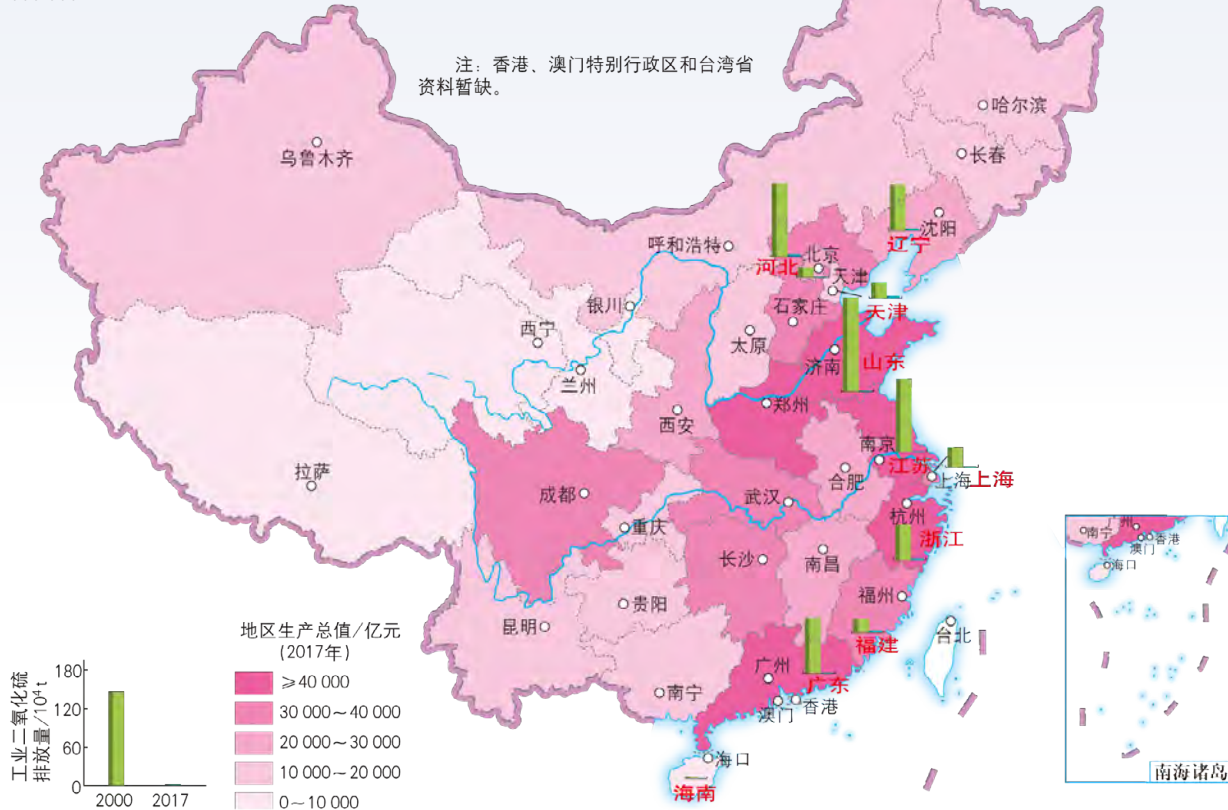 注：香港、澳门特别行政区和台湾省
资料暂缺。
哈尔滨
乌鲁木齐
长春
沈阳
辽宁
呼和浩特
北京
河北
天津
天津
银川
石家庄
西宁
太原
济南
山东
兰州
郑州
西安
南京
江苏
上海
上海
合肥
拉萨
成都
武汉
杭州
浙江
重庆
长沙
南昌
福州
贵阳
昆明
福建
台北
广州
广东
南宁
澳门
香港
海口
海南
地区生产总值/亿元
(2017年)
≥40 000
30 000～40 000
20 000～30 000
10 000～20 000
0～10 000
工业二氧化硫
排放量/10⁴t
180
120
60
0
2000 2017
南宁
澳门
香港
海口
南海诸岛